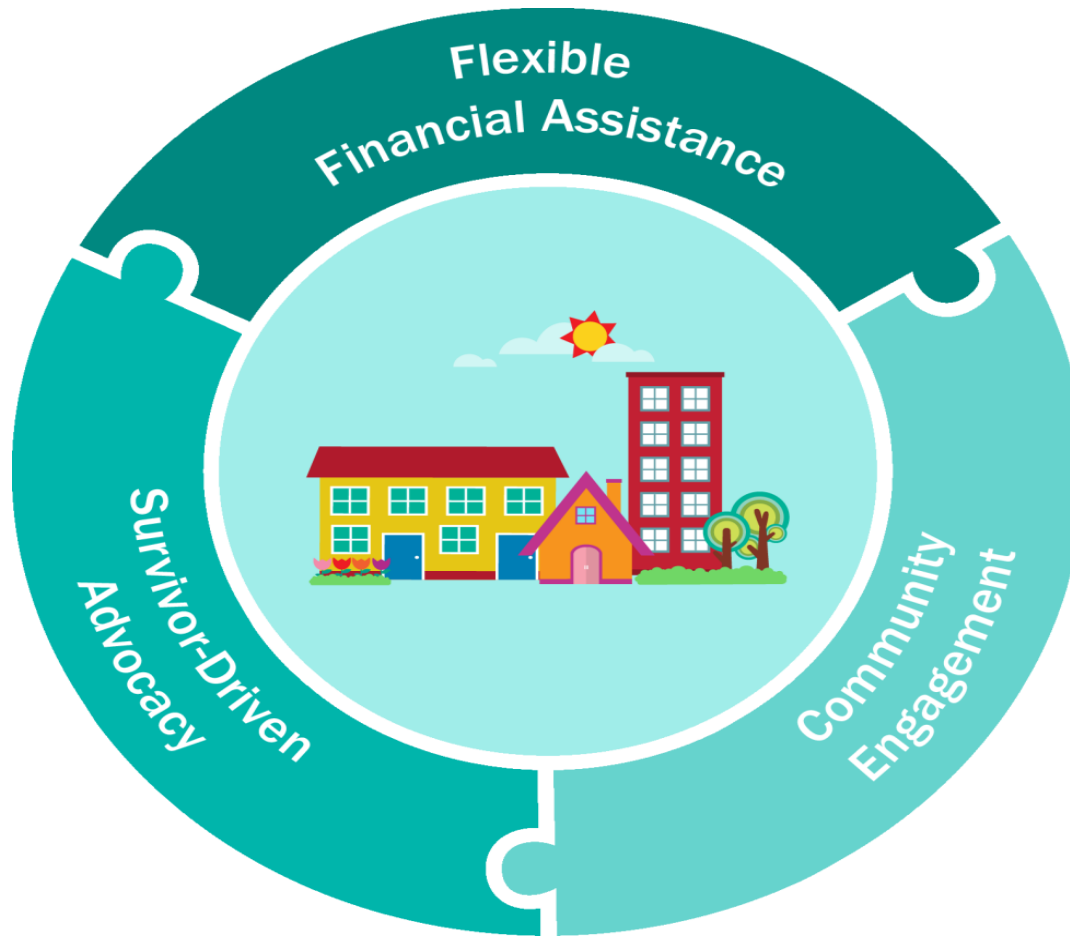 Flexible
Financial Assistance
Survivor-Driven
Advocacy
Community
Engagement